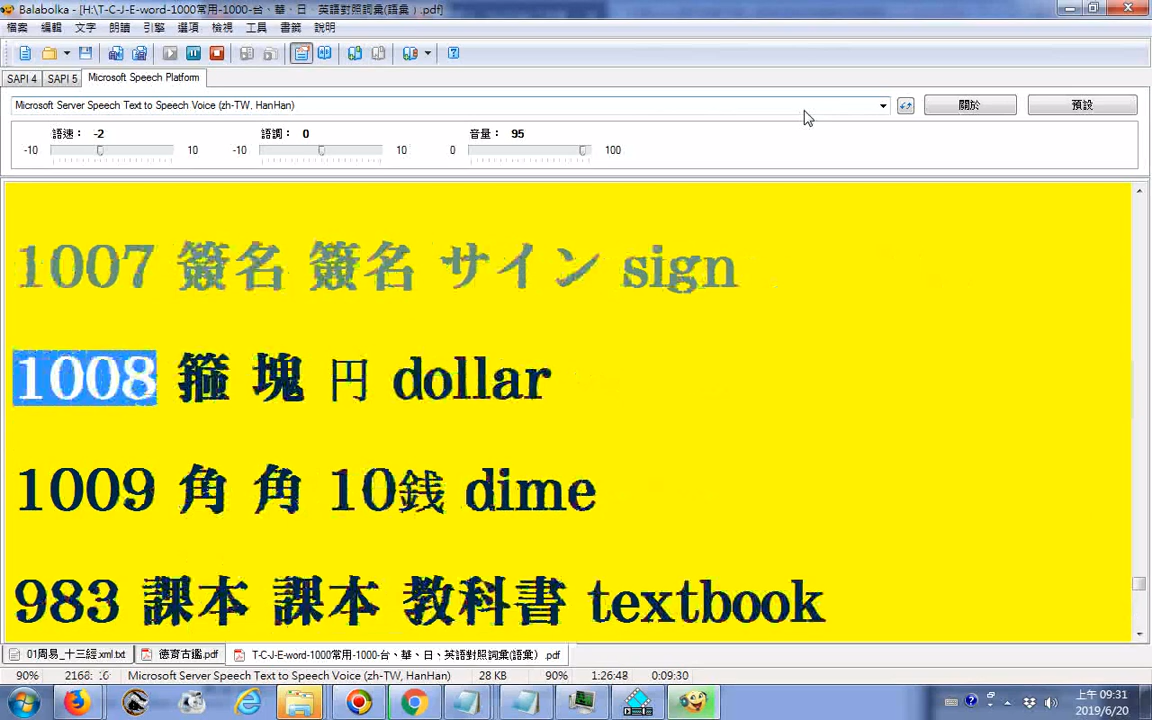 Balabolka - [H:\T-C-J-E-word-1000常用-1000-台、華、日、英語對照詞彙(語彙﹞.pdf]
檔案 編輯 文字 朗讀 引擎 選項 檢視 工具 書籤 說明
SAPI 4 SAPI 5 Microsoft Speech Platform
Microsoft Server Speech Text to Speech Voice (zh-TW, HanHan) 關於 預設
語速： -2 語調： 0 音量： 95
-10 10 -10 10 0 100
1007 簽名 簽名 サイン sign
1008 箍 塊 円 dollar
1009 角 角 10銭 dime
983 課本 課本 教科書 textbook
01周易_十三經.xml.txt 德育古鑑.pdf T-C-J-E-word-1000常用-1000-台、華、日、英語對照詞彙(語彙﹞.pdf
90% 2168: 16 Microsoft Server Speech Text to Speech Voice (zh-TW, HanHan) 28 KB 90% 1:26:48 0:09:30
上午 09:31
2019/6/20